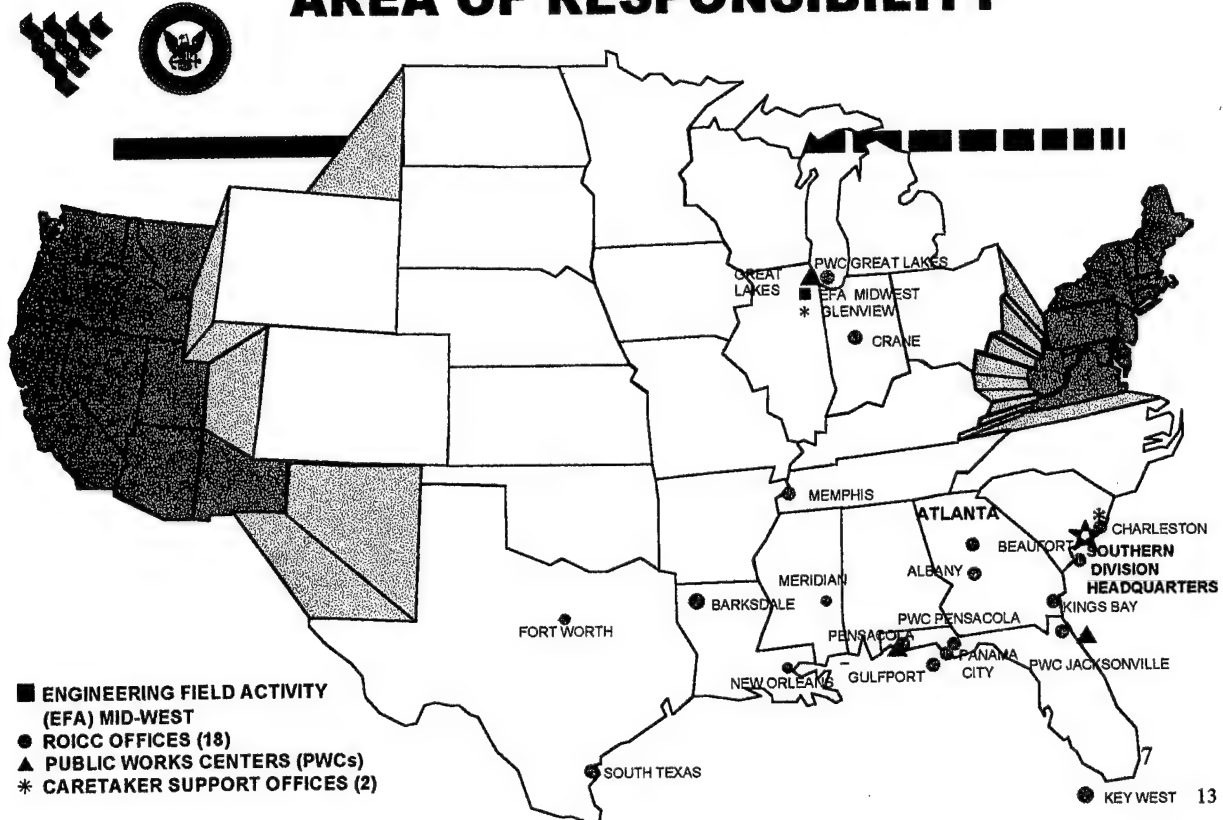 AREA OF RESPONSIBILITY
GREAT
LAKES
PWC GREAT LAKES
■ EFA MIDWEST
* GLENVIEW
CRANE
MEMPHIS
ATLANTA
CHARLESTON
BEAUFORT
SOUTHERN
DIVISION
HEADQUARTERS
ALBANY
MERIDIAN
BARKSDALE
KINGS BAY
FORT WORTH
PWC PENSACOLA
PENSACOLA
PANAMA
CITY
PWC JACKSONVILLE
NEW ORLEANS
GULFPORT
■ ENGINEERING FIELD ACTIVITY
(EFA) MID-WEST
● ROICC OFFICES (18)
▲ PUBLIC WORKS CENTERS (PWCs)
* CARETAKER SUPPORT OFFICES (2)
SOUTH TEXAS
7
KEY WEST 13